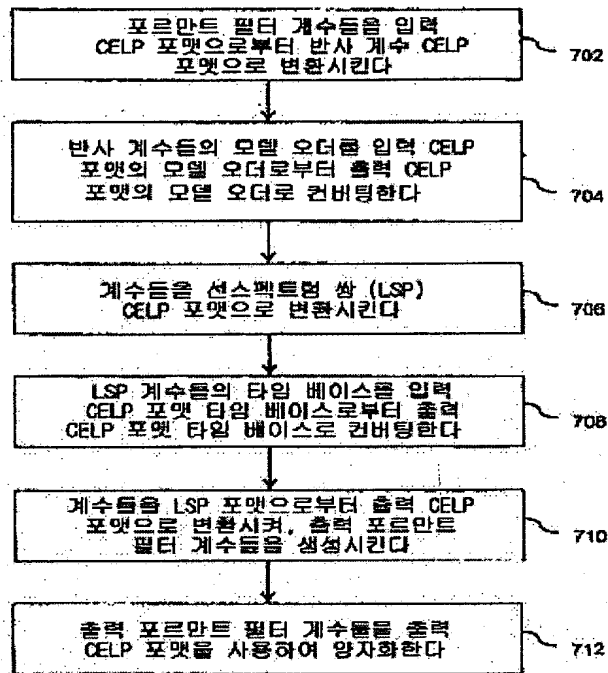 포르만트 필터 계수들을 입력
CELP 포맷으로부터 반사 계수 CELP
포맷으로 변환시킨다
702
반사 계수들의 모델 오더를 입력 CELP
포맷의 모델 오더로부터 출력 CELP
포맷의 모델 오더로 컨버팅한다
704
계수들을 선스펙트럼 쌍 (LSP)
CELP 포맷으로 변환시킨다
706
LSP 계수들의 타임 베이스를 입력
CELP 포맷 타임 베이스로부터 출력
CELP 포맷 타임 베이스로 컨버팅한다
708
계수들을 LSP 포맷으로부터 출력 CELP
포맷으로 변환시켜, 출력 포르만트
필터 계수들을 생성시킨다
710
출력 포르만트 필터 계수들을 출력
CELP 포맷을 사용하여 양자화한다
712